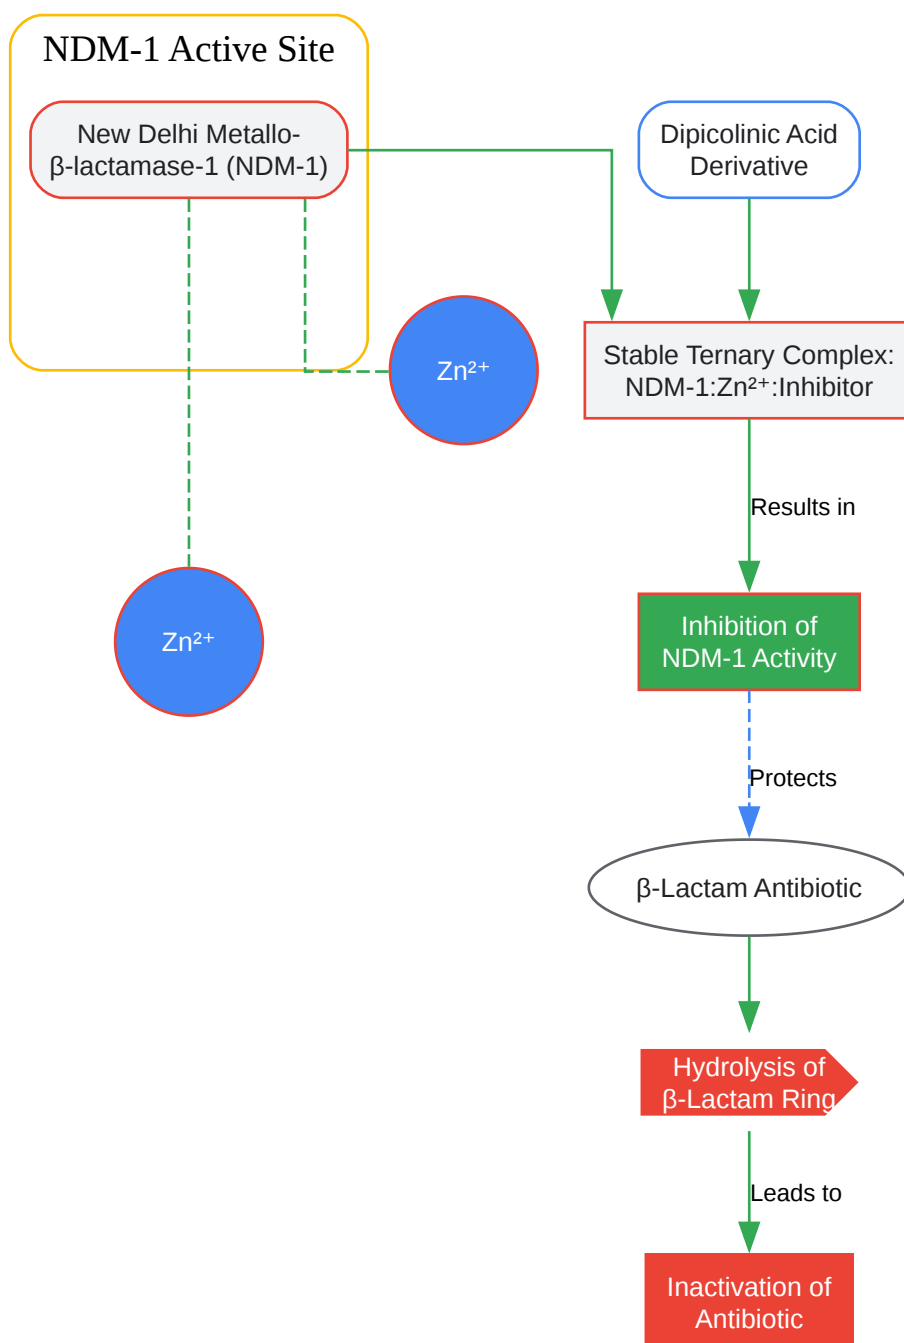 NDM-1 Active Site
New Delhi Metallo-
β-lactamase-1 (NDM-1)
Dipicolinic Acid
Derivative
Zn²⁺
Stable Ternary Complex:
NDM-1:Zn²⁺:Inhibitor
Results in
Zn²⁺
Inhibition of
NDM-1 Activity
Protects
β-Lactam Antibiotic
Hydrolysis of
β-Lactam Ring
Leads to
Inactivation of
Antibiotic